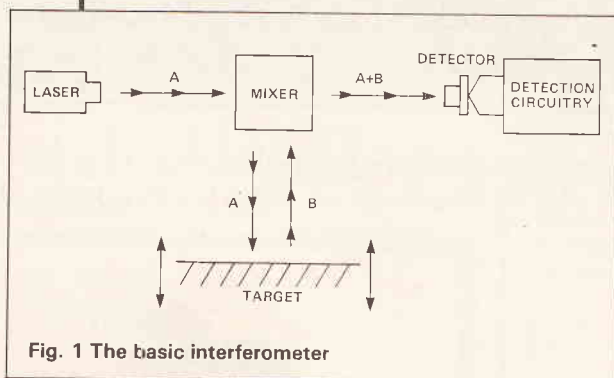 LASER
A
MIXER
A+B
DETECTOR
DETECTION
CIRCUITRY
A
B
TARGET
Fig. 1 The basic interferometer